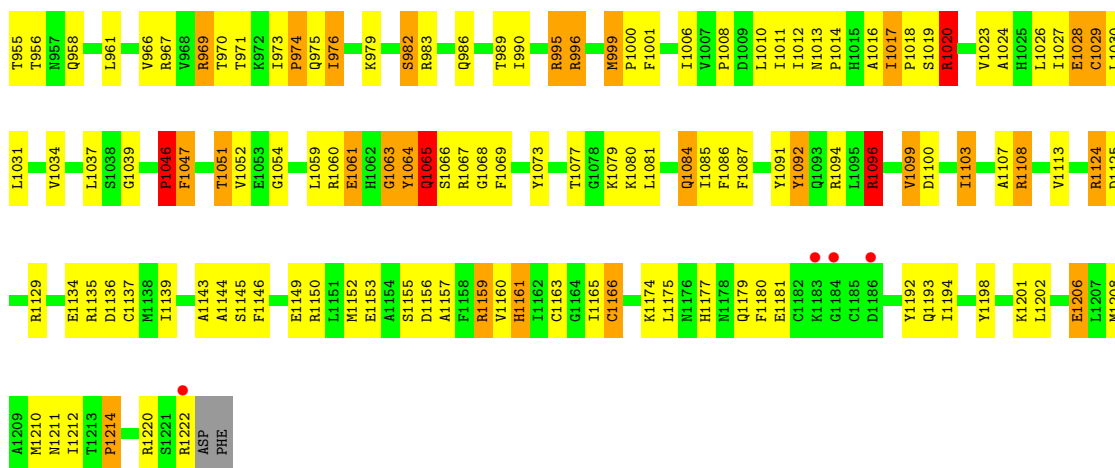 T955 T956 N957 Q958 L961 V966 R967 V968 R969 T970 T971 K972 I973 P974 Q975 I976 K979 S982 R983 Q986 T989 I990 R995 R996 M999 P1000 F1001 I1006 V1007 P1008 D1009 L1010 I1011 I1012 N1013 P1014 H1015 A1016 I1017 P1018 S1019 R1020 V1023 A1024 H1025 L1026 I1027 E1028 C1029
L1031 V1034 L1037 S1038 G1039 P1046 F1047 T1051 V1052 E1053 G1054 L1059 R1060 E1061 H1062 G1063 Y1064 Q1065 S1066 R1067 G1068 F1069 Y1073 T1077 G1078 K1079 K1080 L1081 Q1084 I1085 F1086 F1087 Y1091 Y1092 Q1093 R1094 L1095 R1096 V1099 D1100 I1103 A1107 R1108 V1113 R1124
R1129 E1134 R1135 D1136 C1137 M1138 I1139 A1143 A1144 S1145 F1146 E1149 R1150 L1151 M1152 E1153 A1154 S1155 D1156 A1157 F1158 R1159 V1160 H1161 I1162 C1163 G1164 I1165 C1166 K1174 L1175 N1176 H1177 N1178 Q1179 F1180 E1181 C1182 K1183 G1184 C1185 D1186 Y1192 Q1193 I1194 Y1198 K1201 L1202 E1206 L1207 M1208
A1209 M1210 N1211 I1212 T1213 P1214 R1220 S1221 R1222 ASP PHE